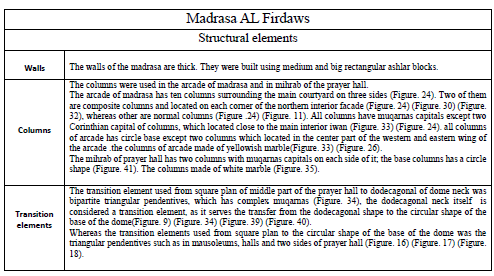 Madrasa AL Firdaws
Structural elements
Walls
The walls of the madrasa are thick. They were built using medium and big rectangular ashlar blocks.
Columns
The columns were used in the arcade of madrasa and in mihrab of the prayer hall.
The arcade of madrasa has ten columns surrounding the main courtyard on three sides (Figure. 24). Two of them
are composite columns and located on each corner of the northern interior facade (Figure. 24) (Figure. 30) (Figure.
32), whereas other are normal columns (Figure .24) (Figure. 11). All columns have muqarnas capitals except two
Corinthian capital of columns, which located close to the main interior iwan (Figure. 33) (Figure. 24). all columns
of arcade has circle base except two columns which located in the center part of the western and eastern wing of
the arcade .the columns of arcade made of yellowish marble(Figure. 33) (Figure. 26).
The mihrab of prayer hall has two columns with muqarnas capitals on each side of it; the base columns has a circle
shape (Figure. 41). The columns made of white marble (Figure. 35).
Transition
elements
The transition element used from square plan of middle part of the prayer hall to dodecagonal of dome neck was
bipartite triangular pendentives, which has complex muqarnas (Figure. 34), the dodecagonal neck itself is
considered a transition element, as it serves the transfer from the dodecagonal shape to the circular shape of the
base of the dome(Figure. 9) (Figure. 34) (Figure. 39) (Figure. 40).
Whereas the transition elements used from square plan to the circular shape of the base of the dome was the
triangular pendentives such as in mausoleums, halls and two sides of prayer hall (Figure. 16) (Figure. 17) (Figure.
18).